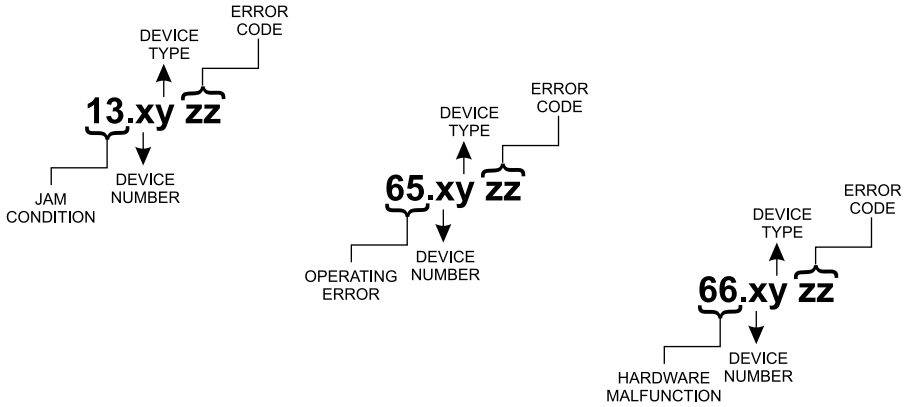 ERROR
CODE
DEVICE
TYPE
13.xy zz
DEVICE
NUMBER
JAM
CONDITION
ERROR
CODE
DEVICE
TYPE
65.xy zz
DEVICE
NUMBER
OPERATING
ERROR
ERROR
CODE
DEVICE
TYPE
66.xy zz
DEVICE
NUMBER
HARDWARE
MALFUNCTION